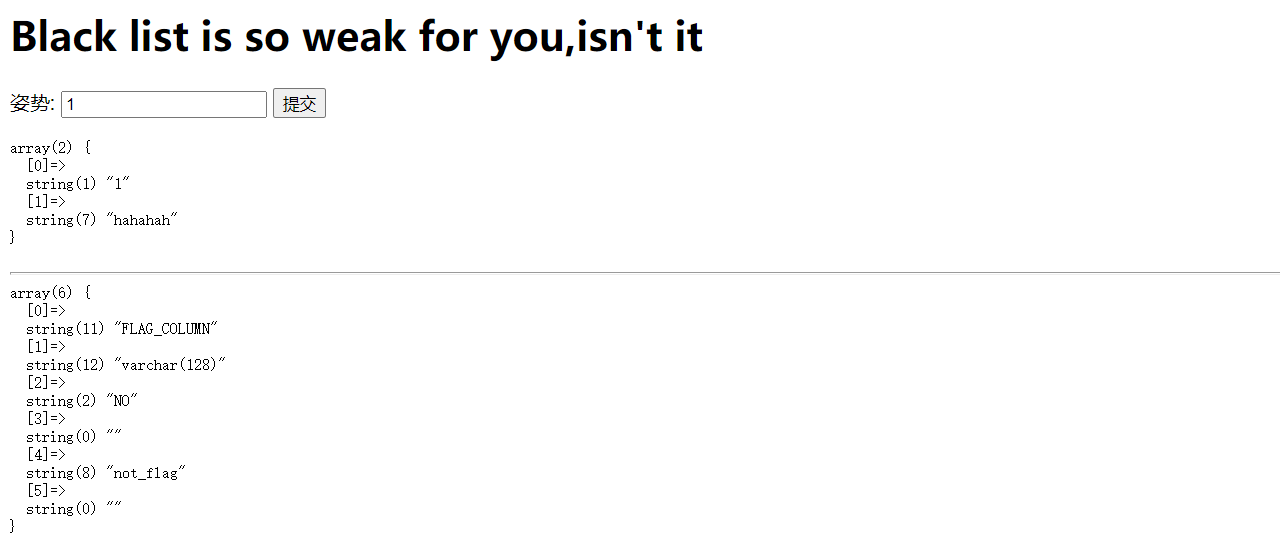 Black list is so weak for you,isn't it
姿势: 1 提交
array(2) {
  [0]=>
  string(1) "1"
  [1]=>
  string(7) "hahahah"
}
array(6) {
  [0]=>
  string(11) "FLAG_COLUMN"
  [1]=>
  string(12) "varchar(128)"
  [2]=>
  string(2) "NO"
  [3]=>
  string(0) ""
  [4]=>
  string(8) "not_flag"
  [5]=>
  string(0) ""
}